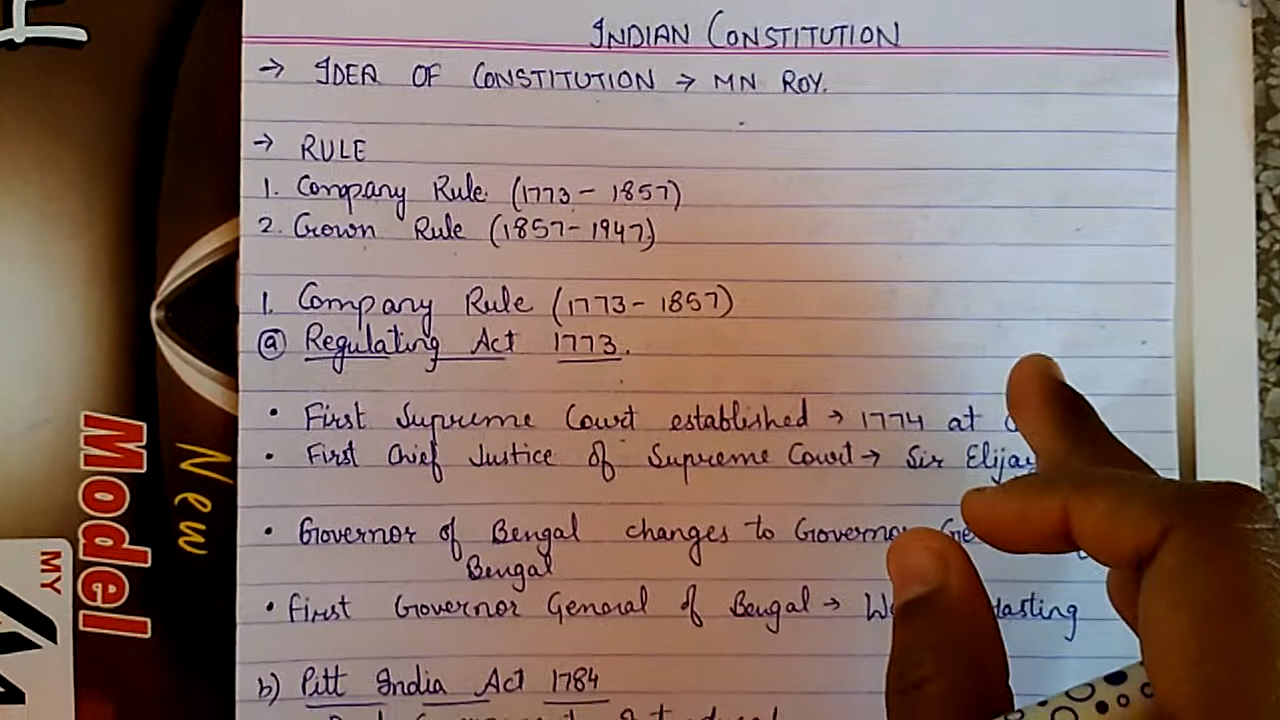 INDIAN CONSTITUTION
→ IDEA OF CONSTITUTION → MN ROY.
→ RULE
1. Company Rule (1773 - 1857)
2. Crown Rule (1857 - 1947)
1. Company Rule (1773 - 1857)
ⓐ Regulating Act 1773.
• First Supreme Court established → 1774 at
• First Chief Justice of Supreme Court → Sir Elijay
• Governor of Bengal changes to Governor
Bengal
• First Governor General of Bengal → Hasting
b) Pitt India Act 1784
New
Model
MY